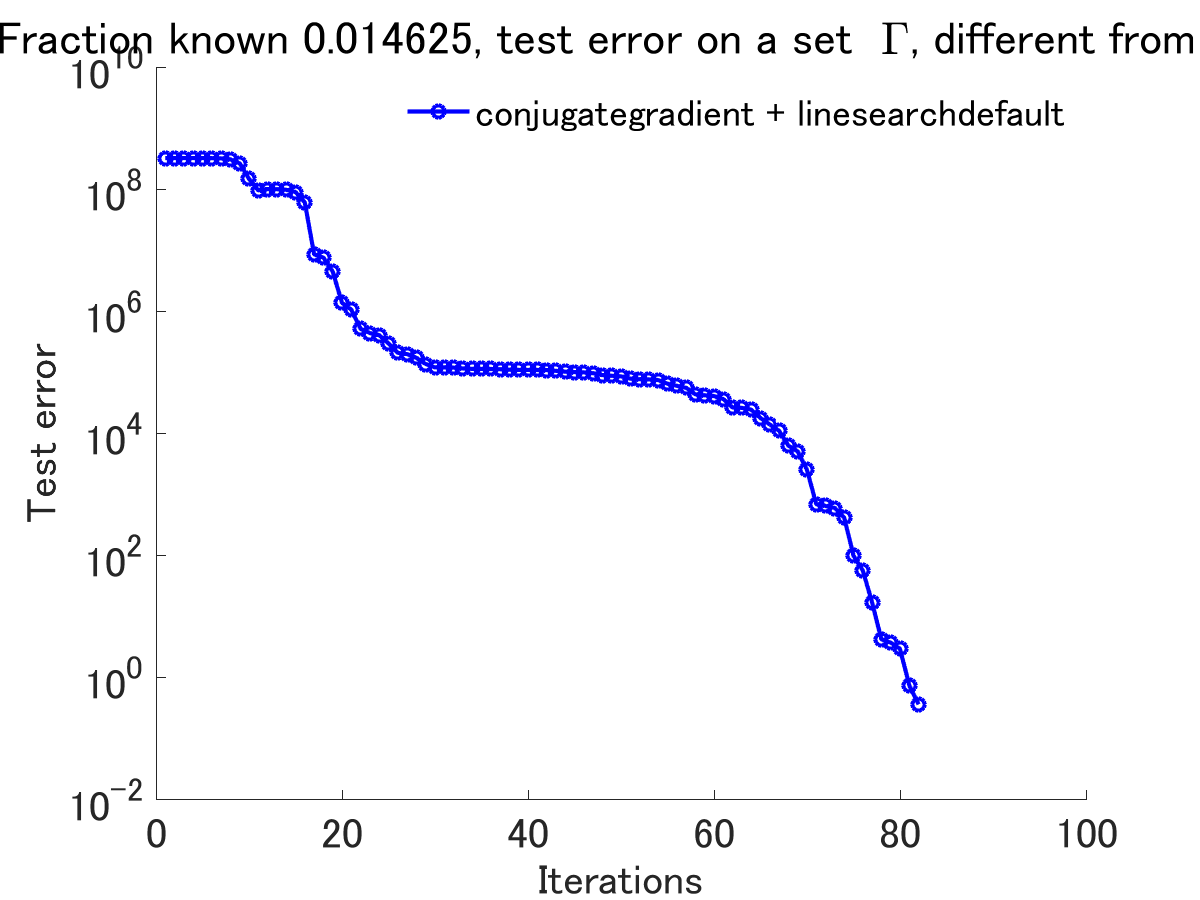 Fraction known 0.014625, test error on a set Γ, different from
conjugategradient + linesearchdefault
10^10
10^8
10^6
10^4
10^2
10^0
10^-2
Test error
0 20 40 60 80 100
Iterations